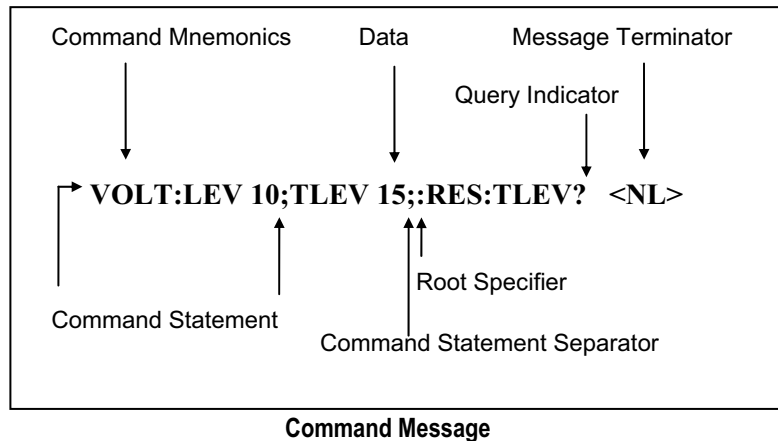 Command Mnemonics Data Message Terminator
Query Indicator
VOLT:LEV 10;TLEV 15;:RES:TLEV? <NL>
Root Specifier
Command Statement
Command Statement Separator
Command Message